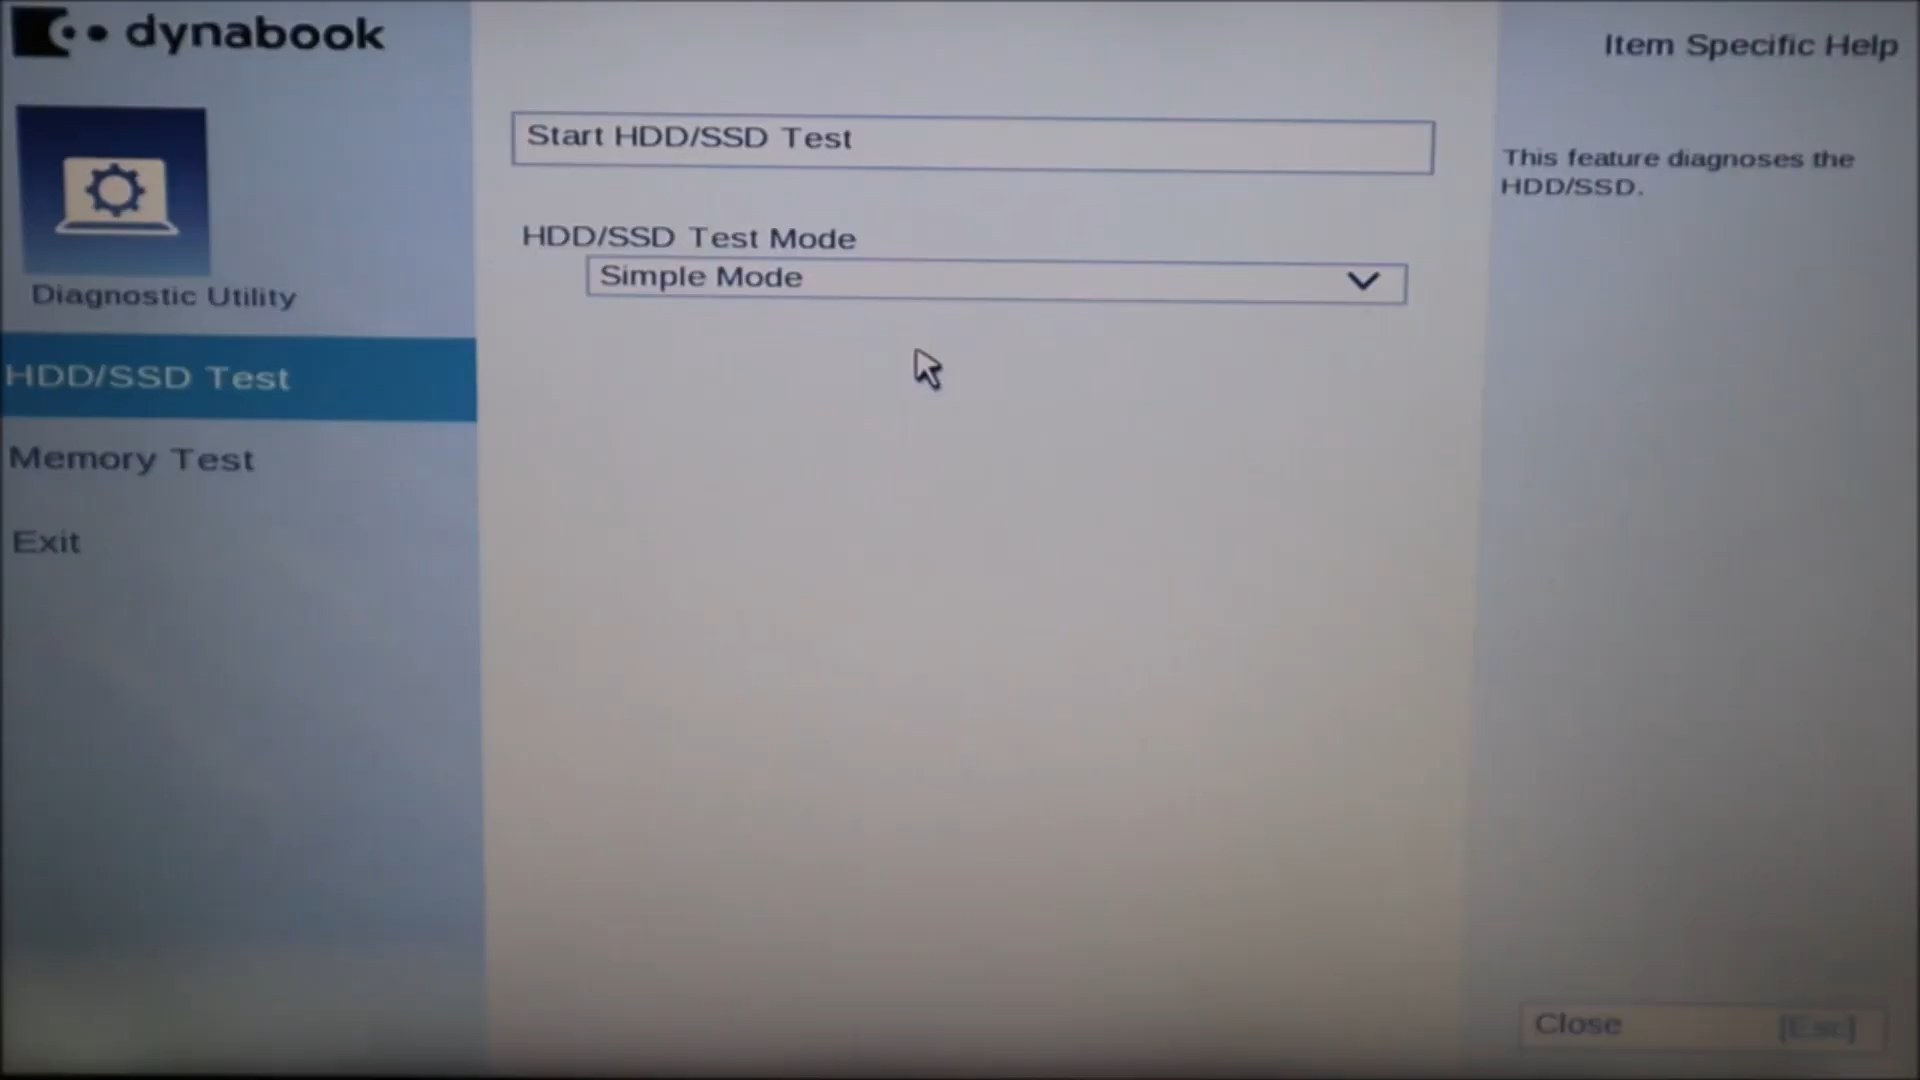 dynabook
Diagnostic Utility
HDD/SSD Test
Memory Test
Exit
Start HDD/SSD Test
HDD/SSD Test Mode
Simple Mode
Item Specific Help
This feature diagnoses the
HDD/SSD.
Close [Esc]